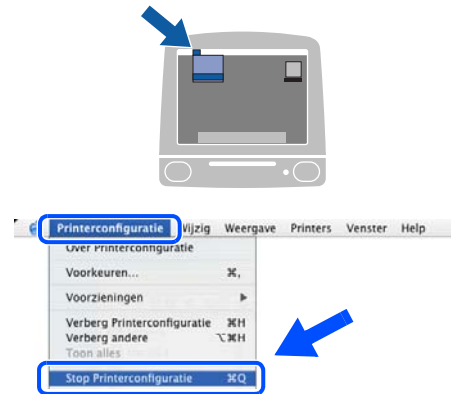 Printerconfiguratie Wijzig Weergave Printers Venster Help
Over Printerconfiguratie
Voorkeuren... ⌘,
Voorzieningen ▶
Verberg Printerconfiguratie ⌘H
Verberg andere ⌥⌘H
Toon alles
Stop Printerconfiguratie ⌘Q